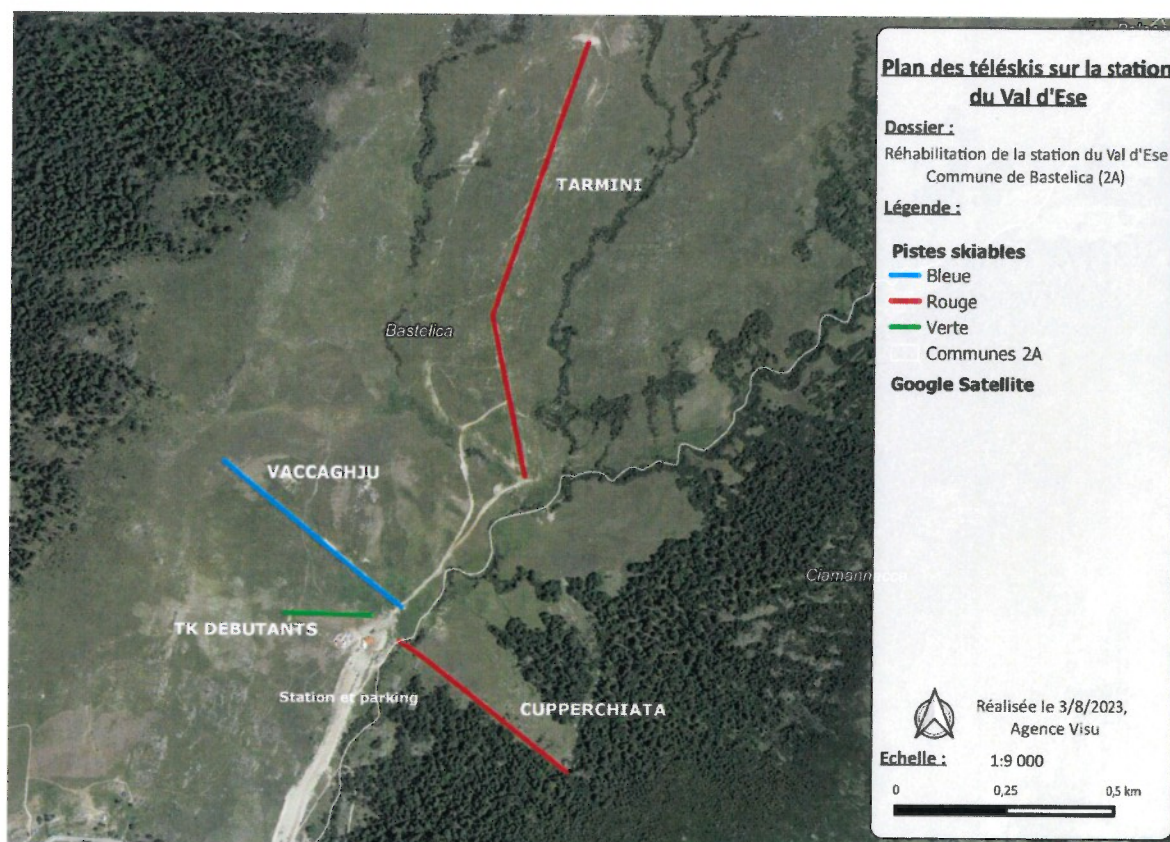 Plan des téléskis sur la station
du Val d'Ese
Dossier :
Réhabilitation de la station du Val d'Ese
Commune de Bastelica (2A)
Légende :
Pistes skiables
Bleue
Rouge
Verte
Communes 2A
Google Satellite
Réalisée le 3/8/2023,
Agence Visu
Echelle :
1:9 000
0
0,25
0,5 km
TARMINI
Bastelica
VACCAGHJU
TK DEBUTANTS
Station et parking
CUPPERCHIATA